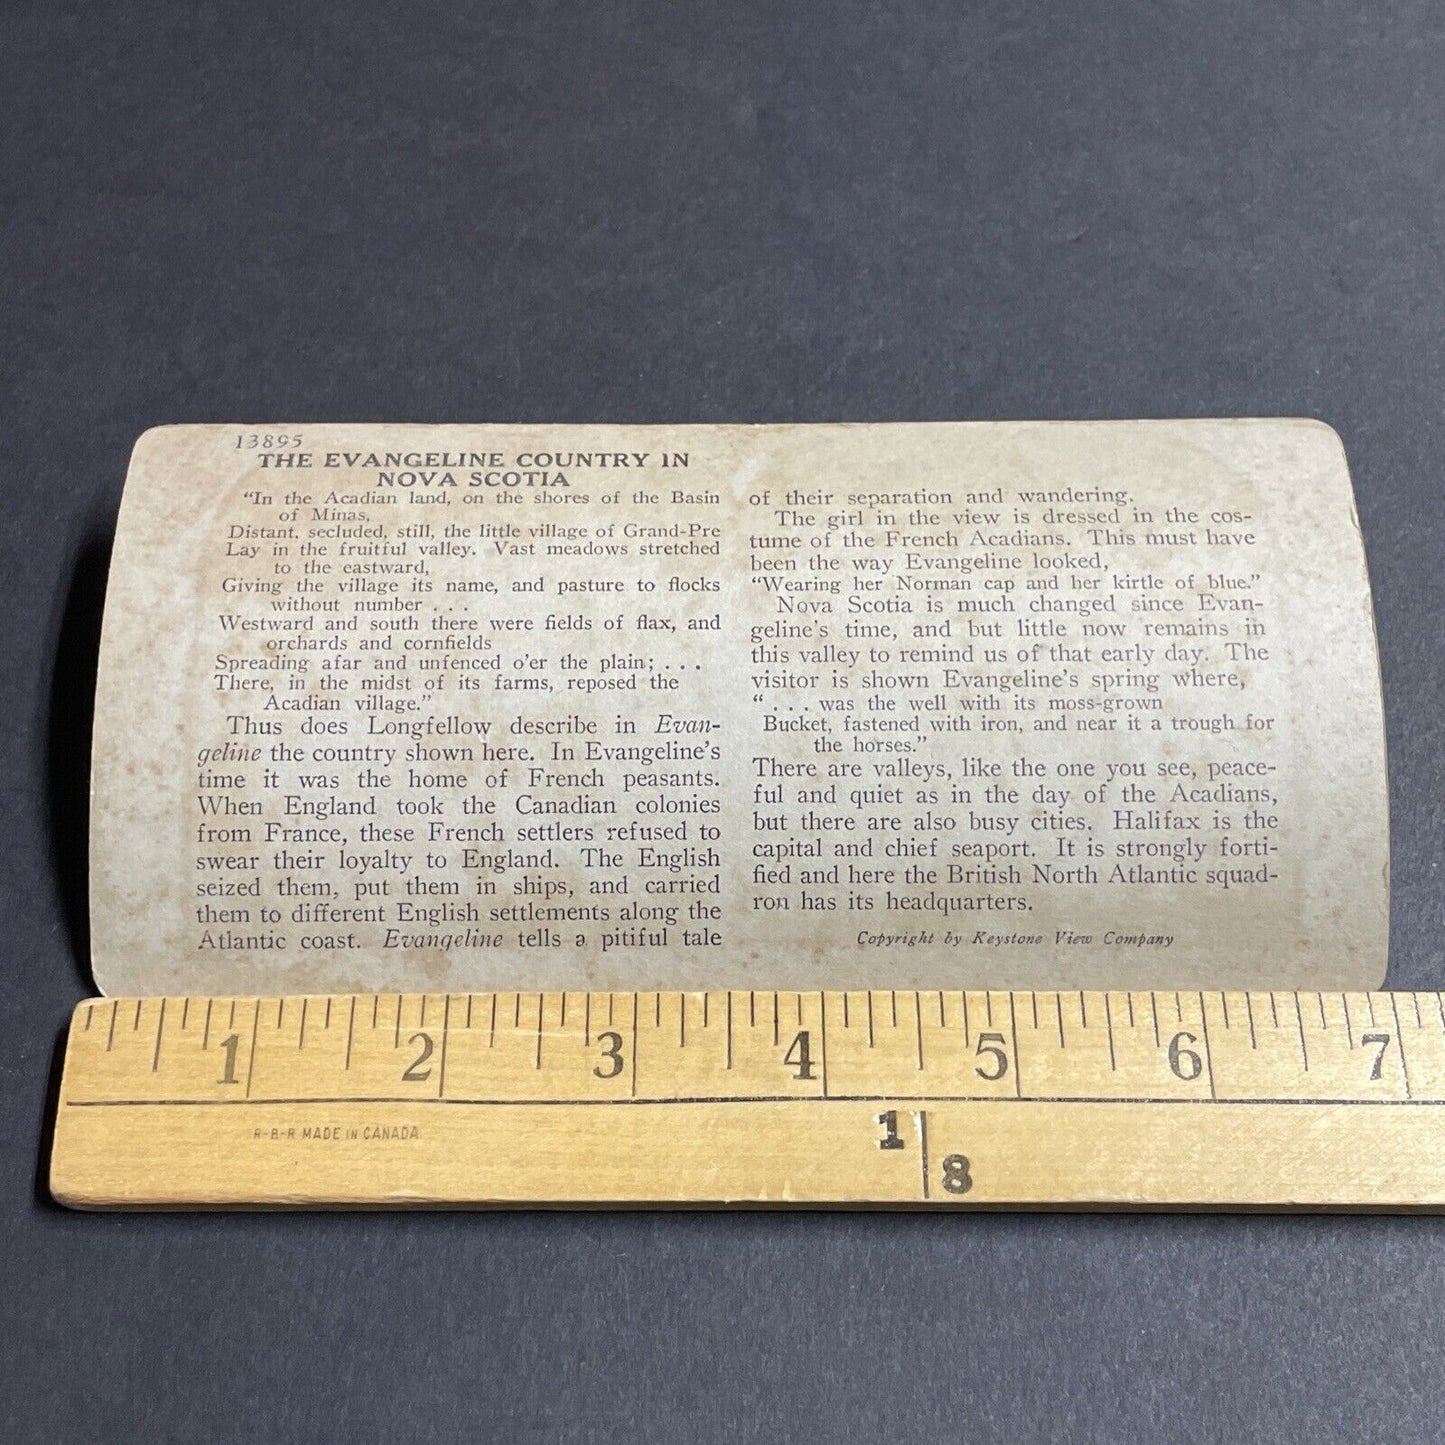 13895
THE EVANGELINE COUNTRY IN
NOVA SCOTIA
"In the Acadian land, on the shores of the Basin
of Minas,
Distant, secluded, still, the little village of Grand-Pre
Lay in the fruitful valley. Vast meadows stretched
to the eastward,
Giving the village its name, and pasture to flocks
without number . . .
Westward and south there were fields of flax, and
orchards and cornfields
Spreading afar and unfenced o'er the plain; . . .
There, in the midst of its farms, reposed the
Acadian village."
Thus does Longfellow describe in Evan-
geline the country shown here. In Evangeline's
time it was the home of French peasants.
When England took the Canadian colonies
from France, these French settlers refused to
swear their loyalty to England. The English
seized them, put them in ships, and carried
them to different English settlements along the
Atlantic coast. Evangeline tells a pitiful tale
of their separation and wandering.
The girl in the view is dressed in the cos-
tume of the French Acadians. This must have
been the way Evangeline looked,
"Wearing her Norman cap and her kirtle of blue."
Nova Scotia is much changed since Evan-
geline's time, and but little now remains in
this valley to remind us of that early day. The
visitor is shown Evangeline's spring where,
" . . . was the well with its moss-grown
Bucket, fastened with iron, and near it a trough for
the horses."
There are valleys, like the one you see, peace-
ful and quiet as in the day of the Acadians,
but there are also busy cities. Halifax is the
capital and chief seaport. It is strongly forti-
fied and here the British North Atlantic squad-
ron has its headquarters.
Copyright by Keystone View Company
1 2 3 4 5 6 7
R-B-R MADE IN CANADA
1
8